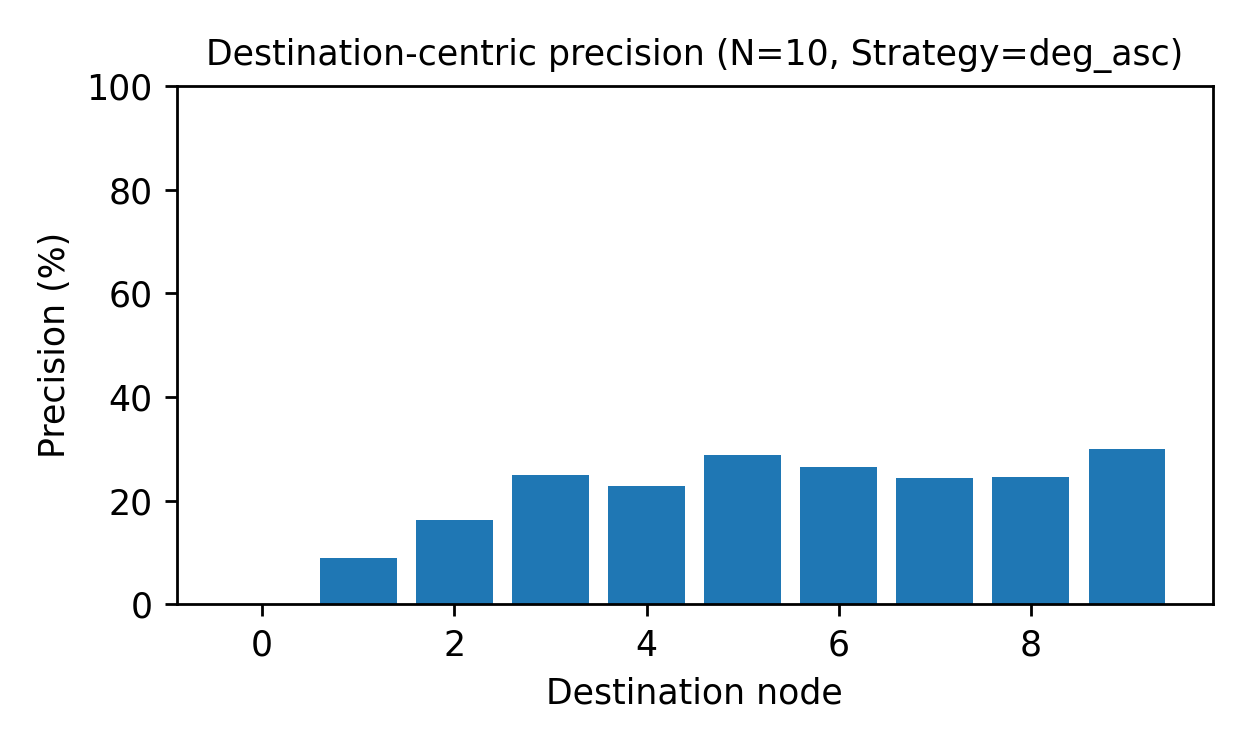 Destination-centric precision (N=10, Strategy=deg_asc)
100
80
60
40
20
0
Precision (%)
0 2 4 6 8
Destination node